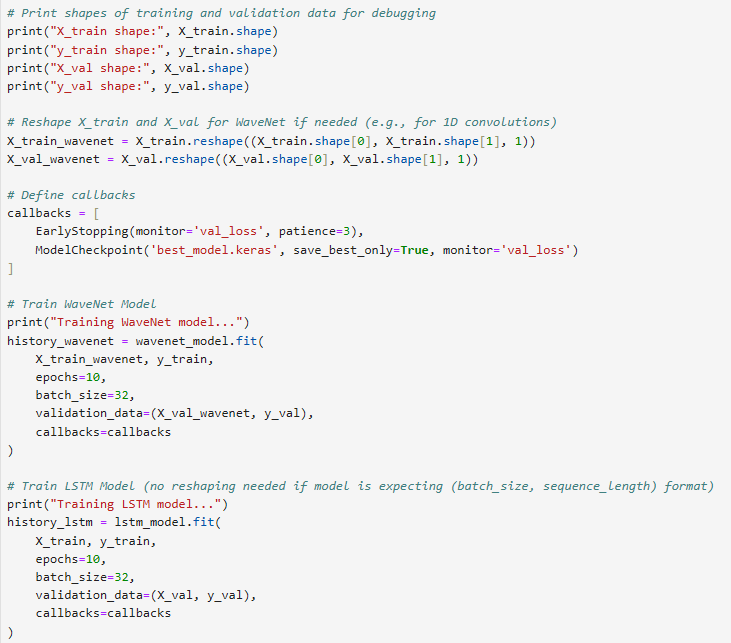 # Print shapes of training and validation data for debugging
print("X_train shape:", X_train.shape)
print("y_train shape:", y_train.shape)
print("X_val shape:", X_val.shape)
print("y_val shape:", y_val.shape)

# Reshape X_train and X_val for WaveNet if needed (e.g., for 1D convolutions)
X_train_wavenet = X_train.reshape((X_train.shape[0], X_train.shape[1], 1))
X_val_wavenet = X_val.reshape((X_val.shape[0], X_val.shape[1], 1))

# Define callbacks
callbacks = [
    EarlyStopping(monitor='val_loss', patience=3),
    ModelCheckpoint('best_model.keras', save_best_only=True, monitor='val_loss')
]

# Train WaveNet Model
print("Training WaveNet model...")
history_wavenet = wavenet_model.fit(
    X_train_wavenet, y_train,
    epochs=10,
    batch_size=32,
    validation_data=(X_val_wavenet, y_val),
    callbacks=callbacks
)

# Train LSTM Model (no reshaping needed if model is expecting (batch_size, sequence_length) format)
print("Training LSTM model...")
history_lstm = lstm_model.fit(
    X_train, y_train,
    epochs=10,
    batch_size=32,
    validation_data=(X_val, y_val),
    callbacks=callbacks
)